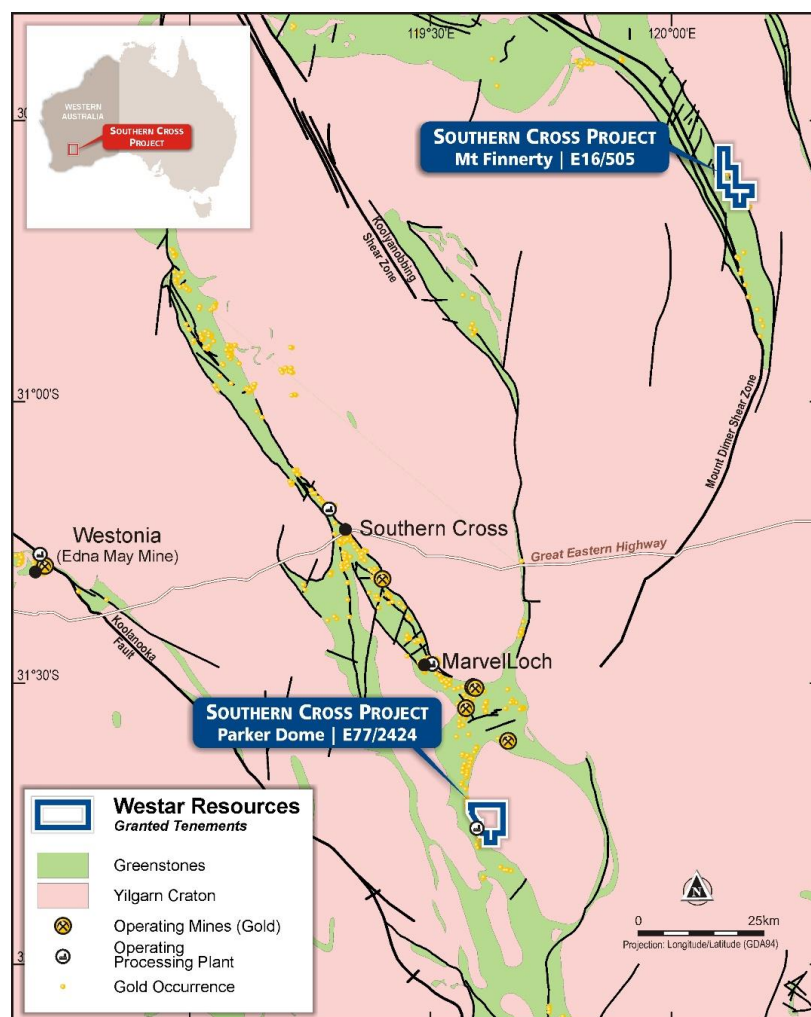 119°30'E
120°00'E
WESTERN
AUSTRALIA
SOUTHERN CROSS
PROJECT
30
SOUTHERN CROSS PROJECT
Mt Finnerty | E16/505
Koolyanobbing
Shear Zone
31°00'S
Mount Dimer Shear Zone
Southern Cross
Westonia
(Edna May Mine)
Great Eastern Highway
Koolanooka
Fault
31°30'S
MarvelLoch
SOUTHERN CROSS PROJECT
Parker Dome | E77/2424
Westar Resources
Granted Tenements
Greenstones
Yilgarn Craton
Operating Mines (Gold)
Operating
Processing Plant
Gold Occurrence
N
0
25km
Projection: Longitude/Latitude (GDA94)